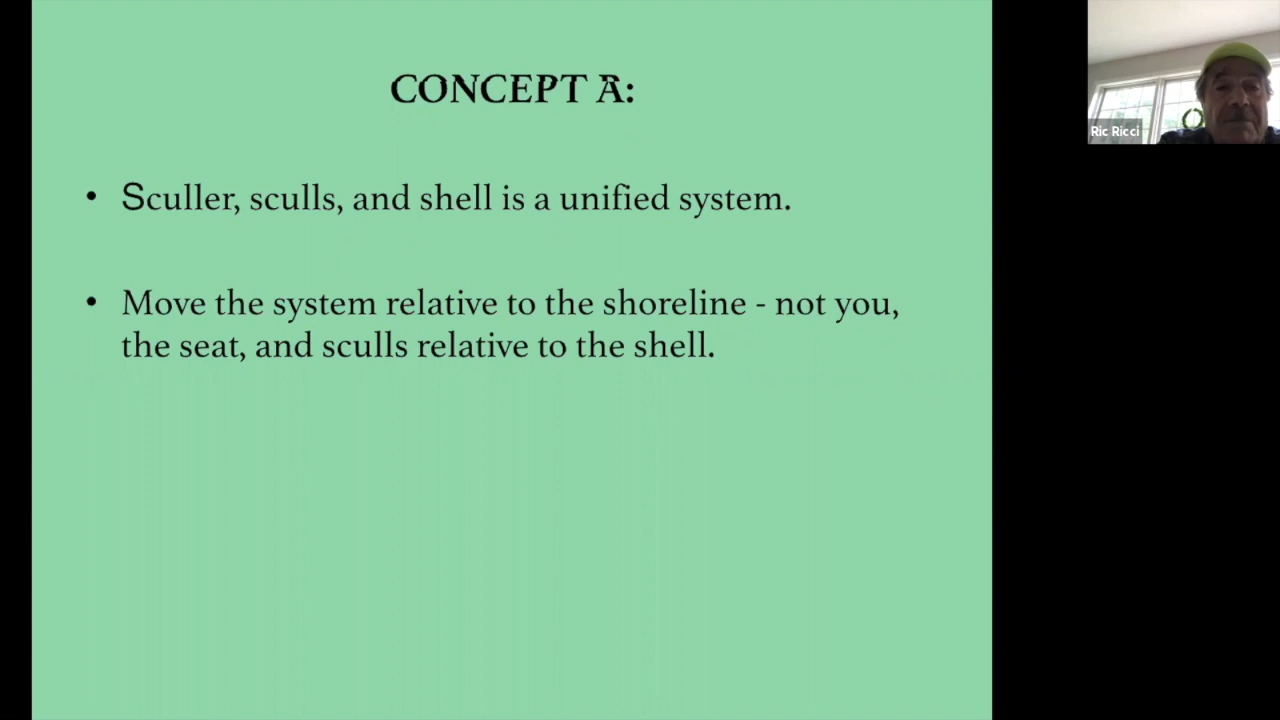 CONCEPT A:
• Sculler, sculls, and shell is a unified system.
• Move the system relative to the shoreline - not you,
the seat, and sculls relative to the shell.
Ric Ricci